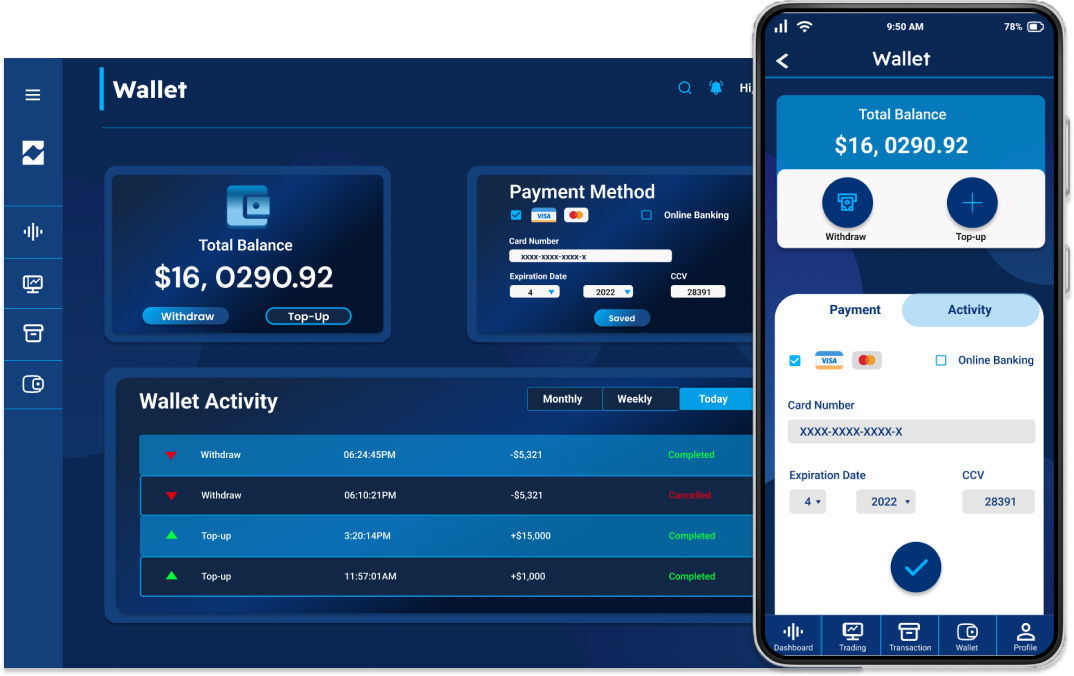 Wallet
Hi,
Total Balance
$16, 0290.92
Withdraw
Top-Up
Payment Method
VISA
Online Banking
Card Number
xxxx-xxxx-xxxx-x
Expiration Date
CCV
4
2022
28391
Saved
Wallet Activity
Monthly
Weekly
Today
Withdraw 06:24:45PM -$5,321 Completed
Withdraw 06:10:21PM -$5,321 Cancelled
Top-up 3:20:14PM +$15,000 Completed
Top-up 11:57:01AM +$1,000 Completed
9:50 AM
78%
Wallet
Total Balance
$16, 0290.92
Withdraw
Top-up
Payment
Activity
VISA
Online Banking
Card Number
XXXX-XXXX-XXXX-X
Expiration Date
CCV
4
2022
28391
Dashboard
Trading
Transaction
Wallet
Profile